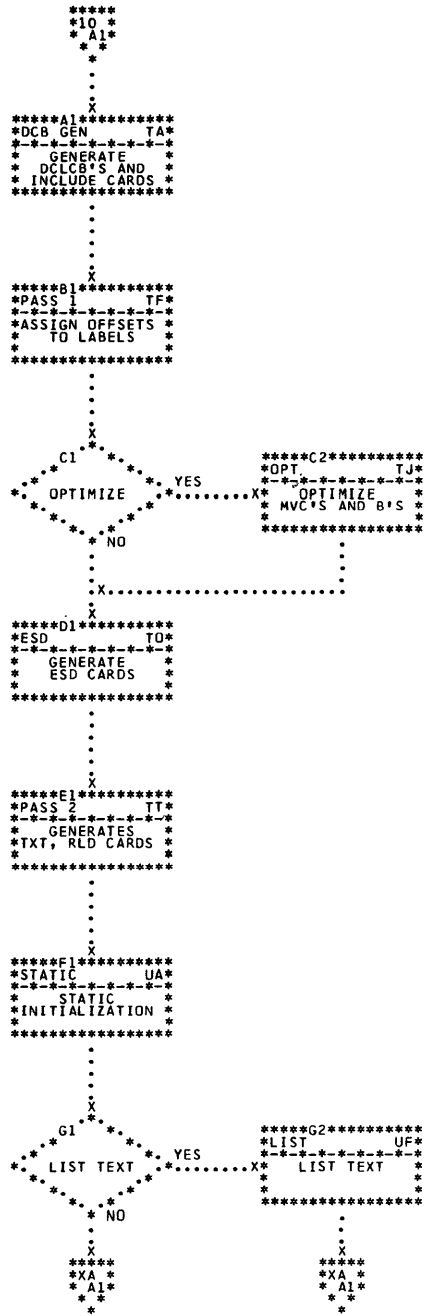 10
A1
A1
DCB GEN TA
GENERATE
DCLCB'S AND
INCLUDE CARDS
B1
PASS 1 TF
ASSIGN OFFSETS
TO LABELS
C1
OPTIMIZE
YES
NO
C2
OPT. TJ
OPTIMIZE
MVC'S AND B'S
X
D1
ESD TO
GENERATE
ESD CARDS
E1
PASS 2 TT
GENERATES
TXT, RLD CARDS
F1
STATIC UA
STATIC
INITIALIZATION
G1
LIST TEXT
YES
NO
G2
LIST UF
LIST TEXT
XA
A1
XA
A1